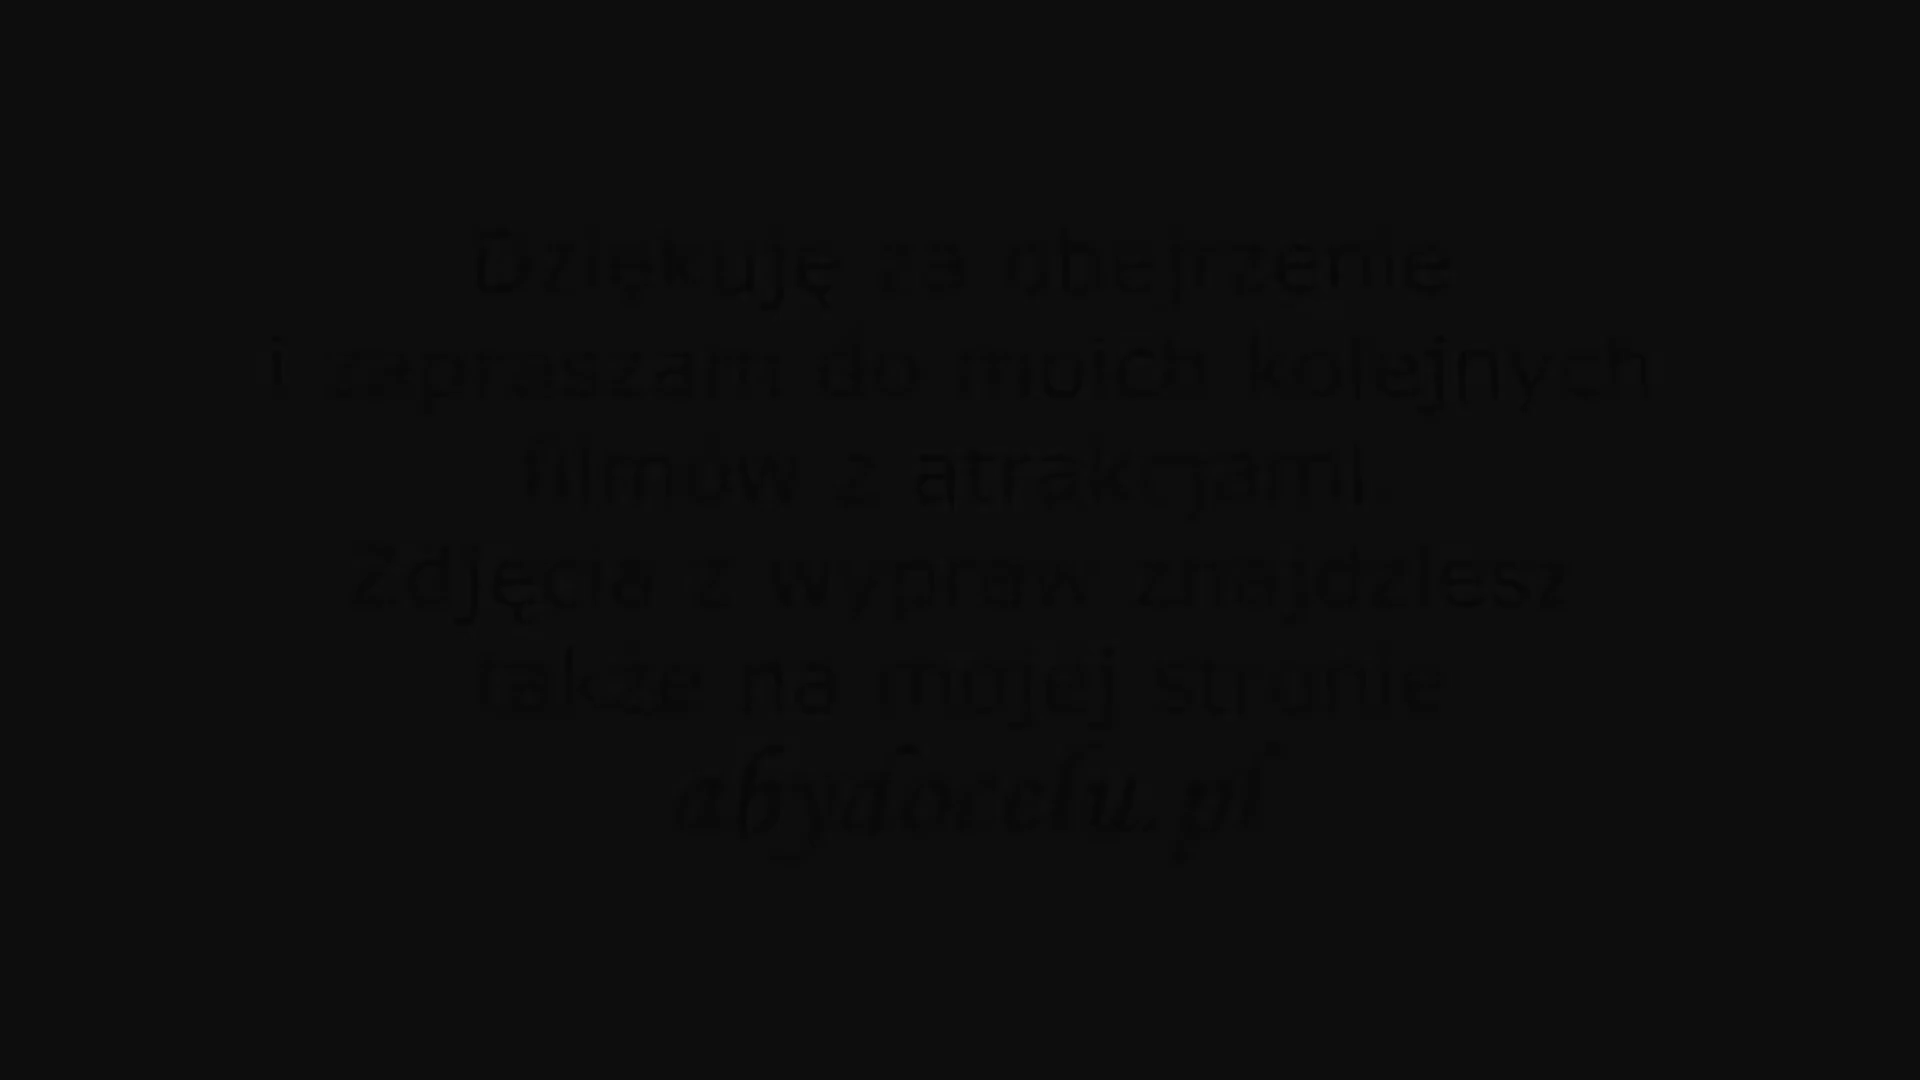 Dziękuję za obejrzenie
i zapraszam do moich kolejnych
filmów z atrakcjami.
Zdjęcia z wypraw znajdziesz
także na mojej stronie
abydocelu.pl